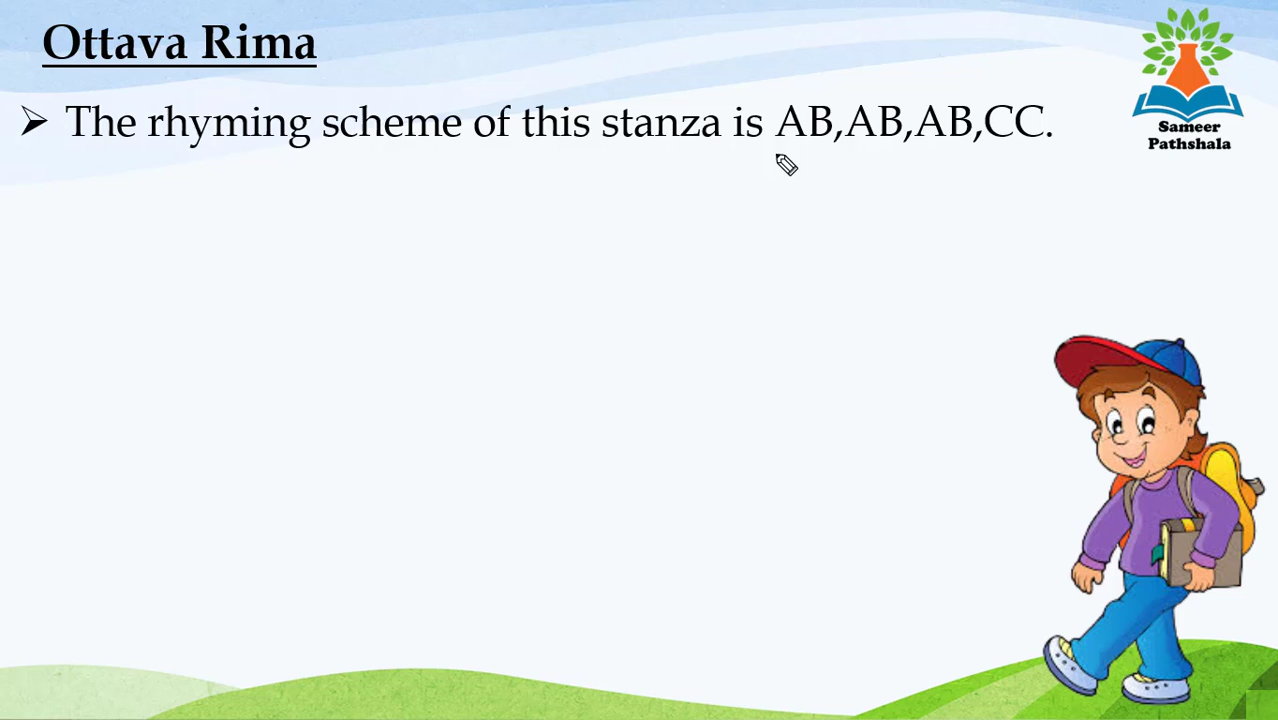 Ottava Rima
➢ The rhyming scheme of this stanza is AB,AB,AB,CC.
Sameer
Pathshala